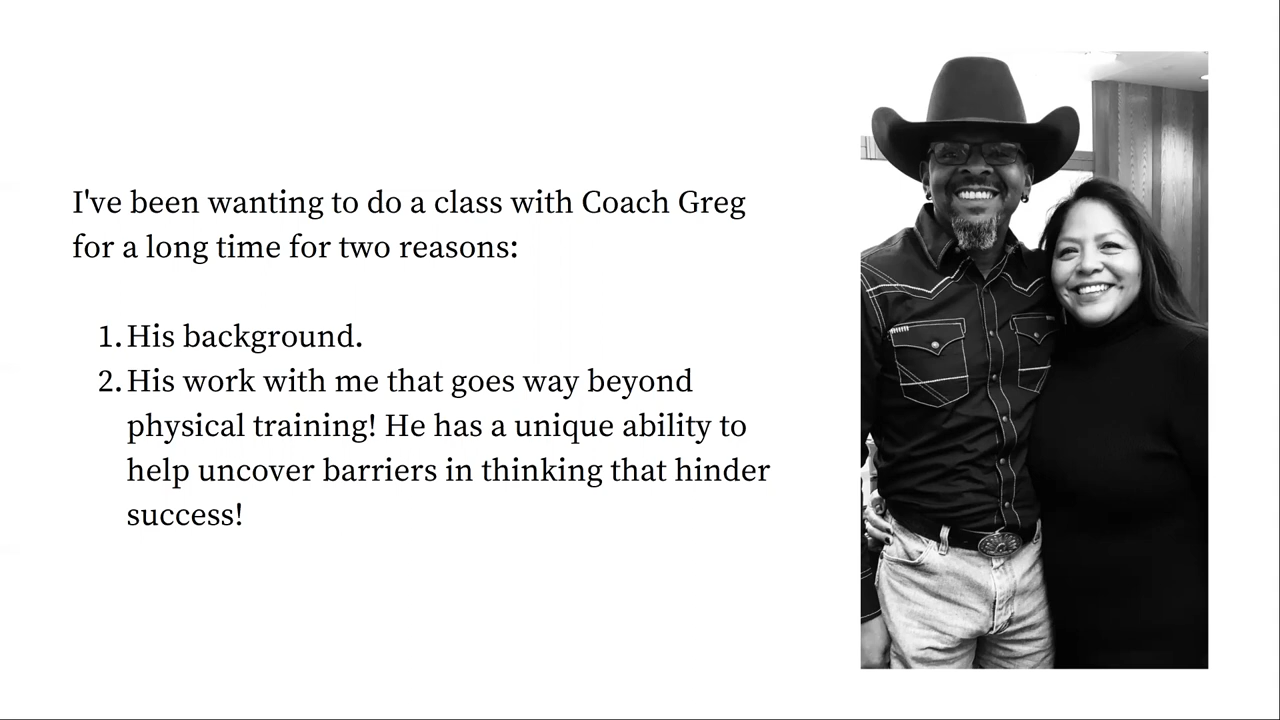 I've been wanting to do a class with Coach Greg
for a long time for two reasons:
1. His background.
2. His work with me that goes way beyond
physical training! He has a unique ability to
help uncover barriers in thinking that hinder
success!